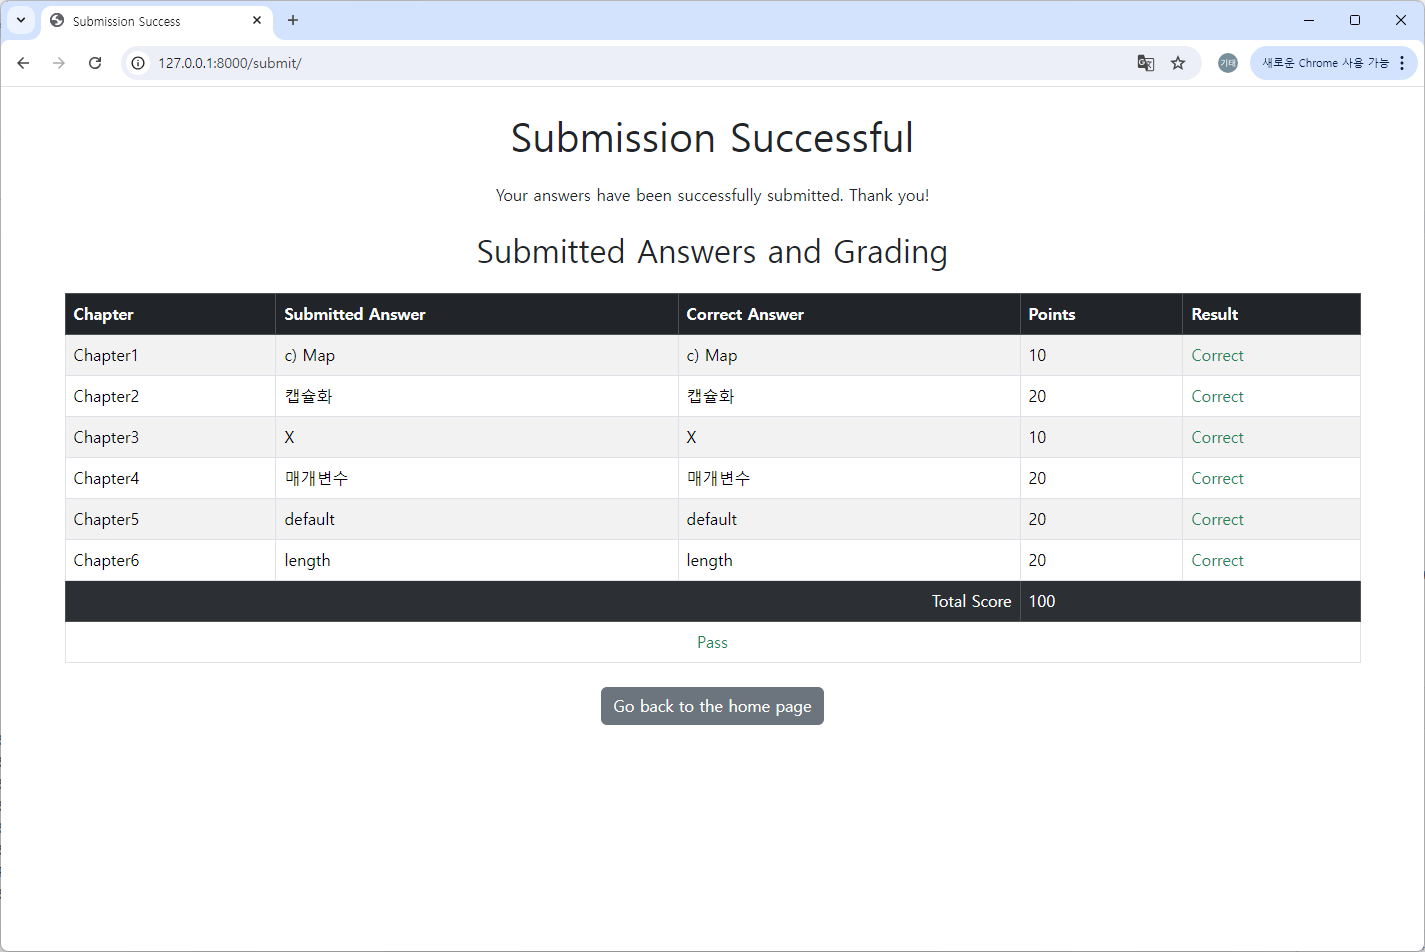 Submission Success
127.0.0.1:8000/submit/
기태
새로운 Chrome 사용 가능
Submission Successful
Your answers have been successfully submitted. Thank you!
Submitted Answers and Grading
Chapter Submitted Answer Correct Answer Points Result
Chapter1 c) Map c) Map 10 Correct
Chapter2 캡슐화 캡슐화 20 Correct
Chapter3 X X 10 Correct
Chapter4 매개변수 매개변수 20 Correct
Chapter5 default default 20 Correct
Chapter6 length length 20 Correct
Total Score 100
Pass
Go back to the home page